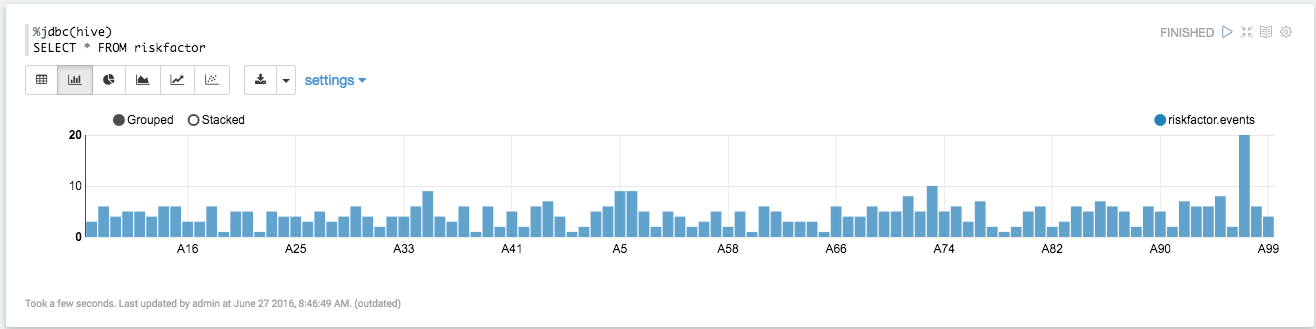 %jdbc(hive)
FINISHED
SELECT * FROM riskfactor
settings
Grouped Stacked riskfactor.events
20
10
0
A16 A25 A33 A41 A5 A58 A66 A74 A82 A90 A99
Took a few seconds. Last updated by admin at June 27 2016, 8:46:49 AM. (outdated)